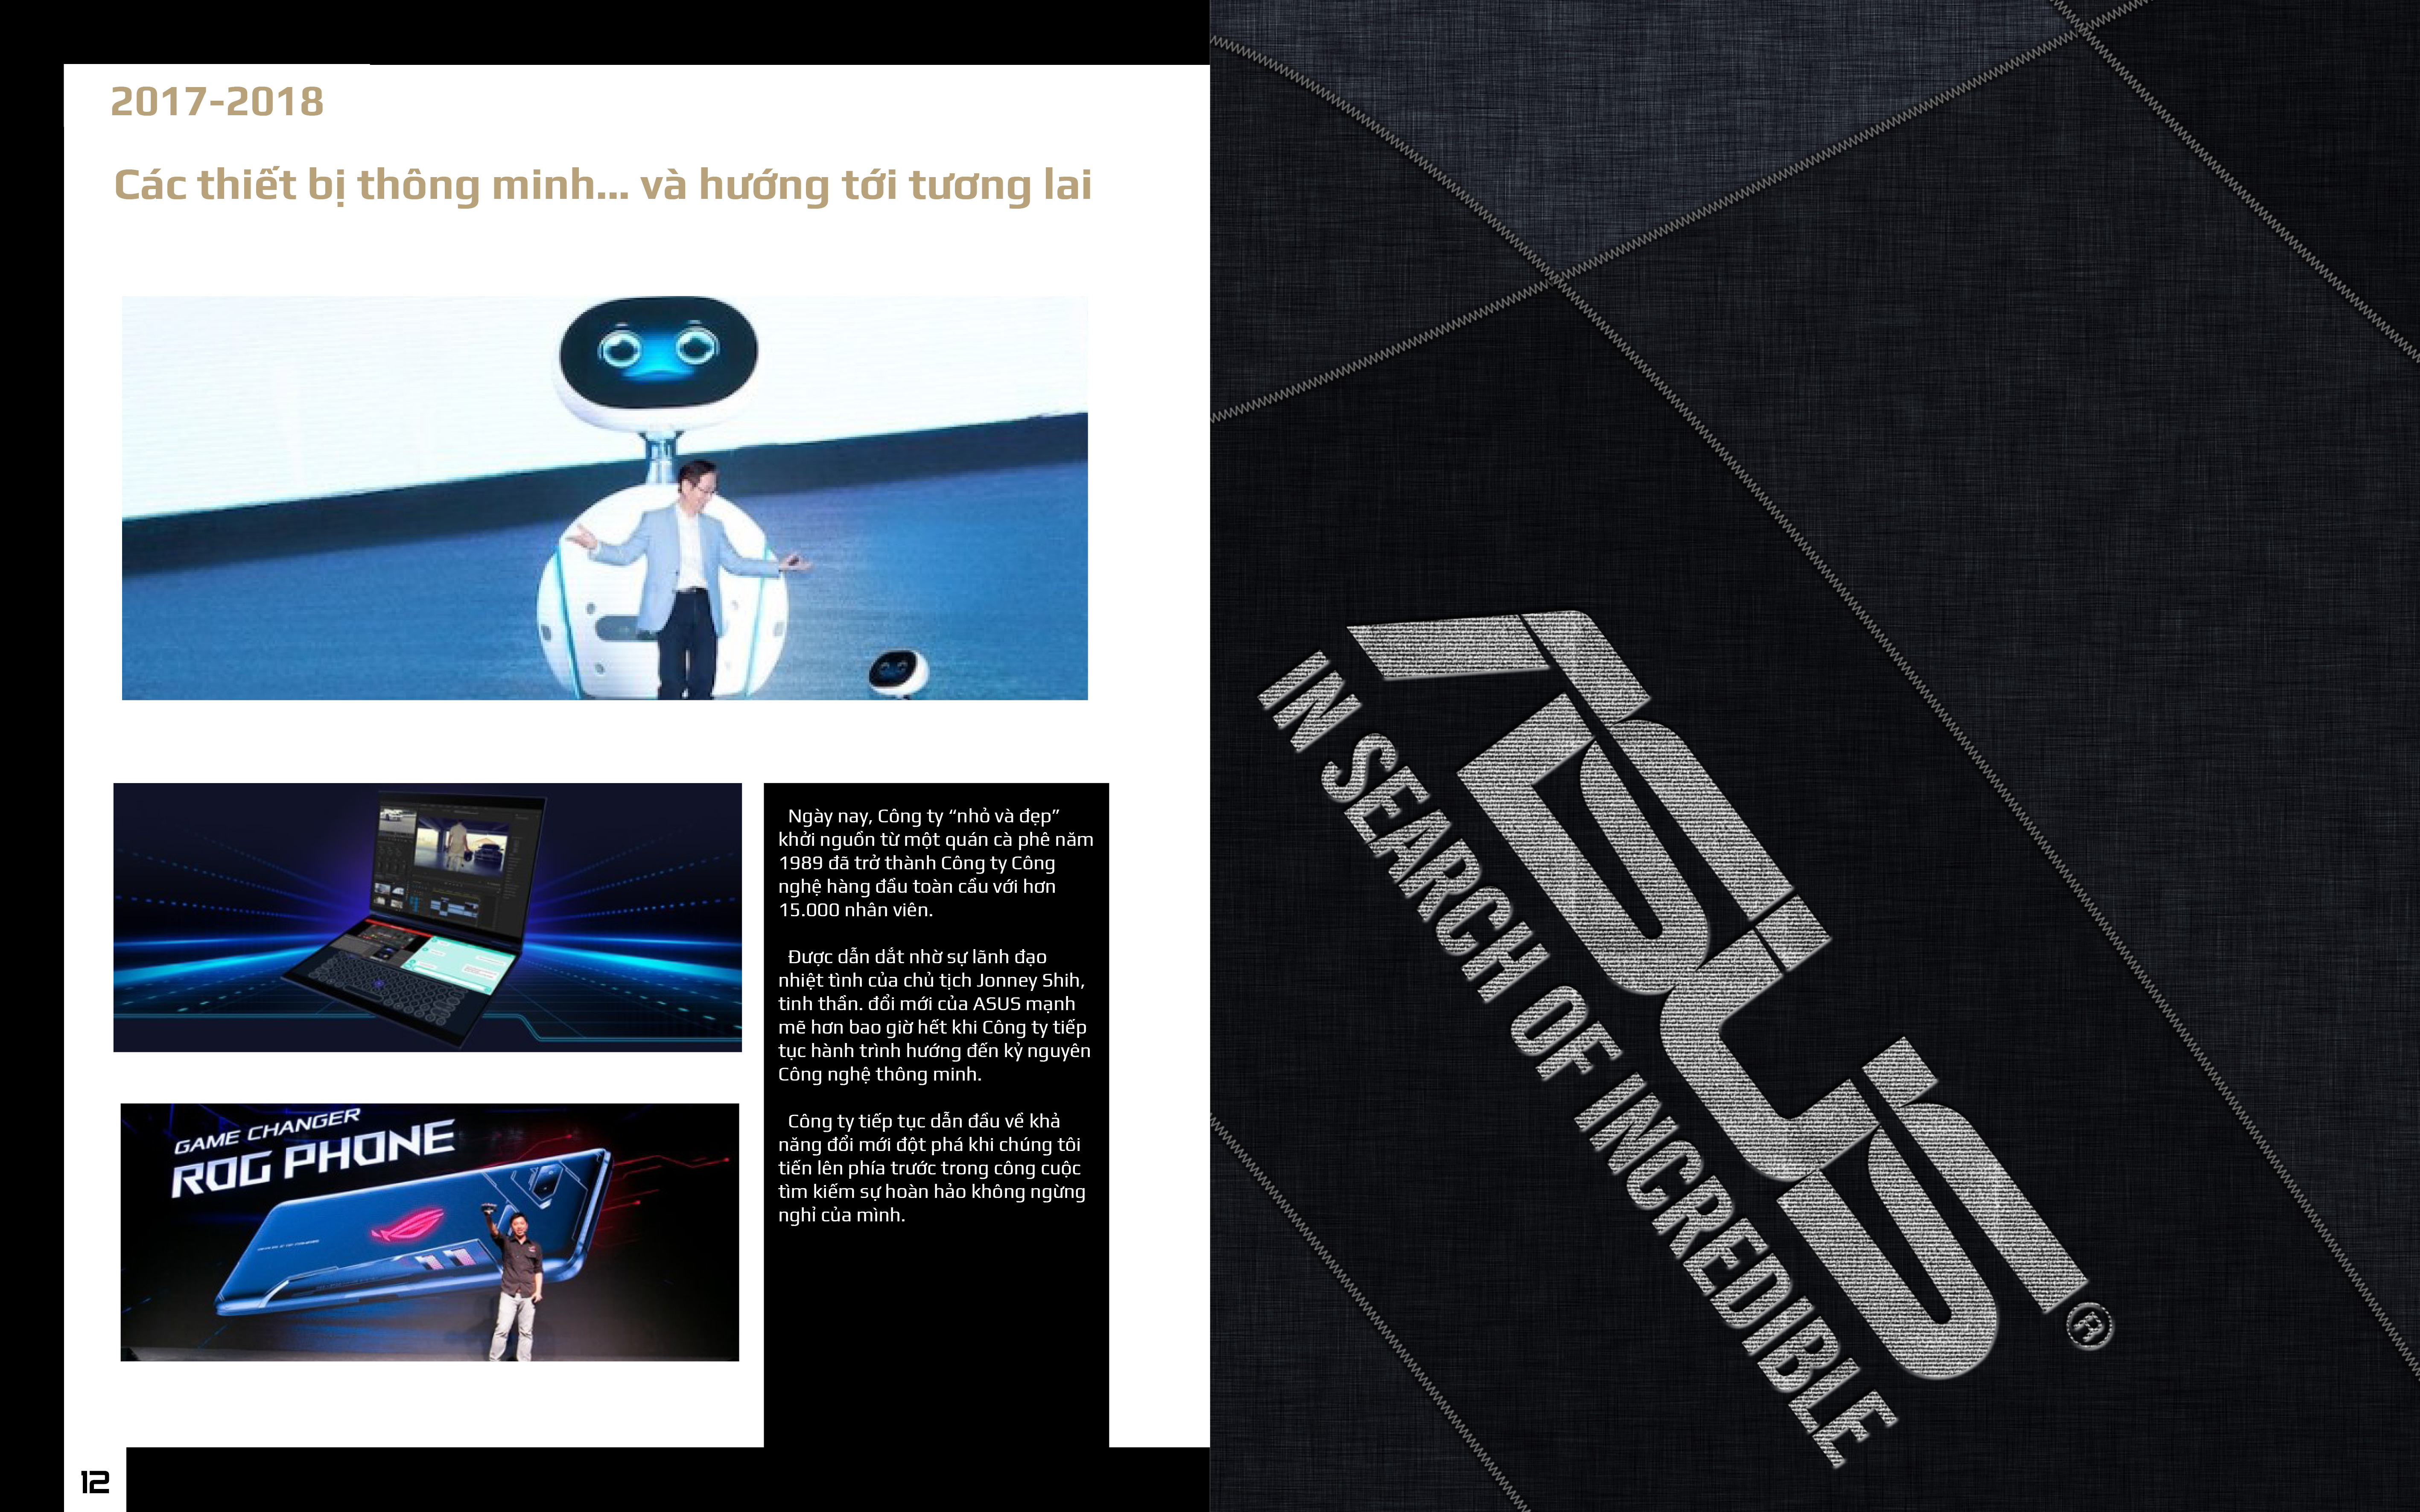 2017-2018
Các thiết bị thông minh... và hướng tới tương lai
GAME CHANGER
ROG PHONE
Ngày nay, Công ty “nhỏ và đẹp”
khởi nguồn từ một quán cà phê năm
1989 đã trở thành Công ty Công
nghệ hàng đầu toàn cầu với hơn
15.000 nhân viên.
Được dẫn dắt nhờ sự lãnh đạo
nhiệt tình của chủ tịch Jonney Shih,
tinh thần. đổi mới của ASUS mạnh
mẽ hơn bao giờ hết khi Công ty tiếp
tục hành trình hướng đến kỷ nguyên
Công nghệ thông minh.
Công ty tiếp tục dẫn đầu về khả
năng đổi mới đột phá khi chúng tôi
tiến lên phía trước trong công cuộc
tìm kiếm sự hoàn hảo không ngừng
nghỉ của mình.
12
ASUS®
IN SEARCH OF INCREDIBLE